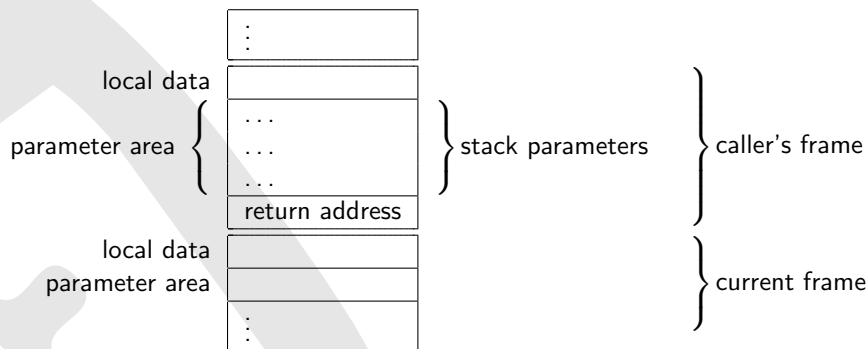 ⋮
local data
parameter area { . . . } stack parameters } caller's frame
. . .
. . .
return address
local data
parameter area } current frame
⋮